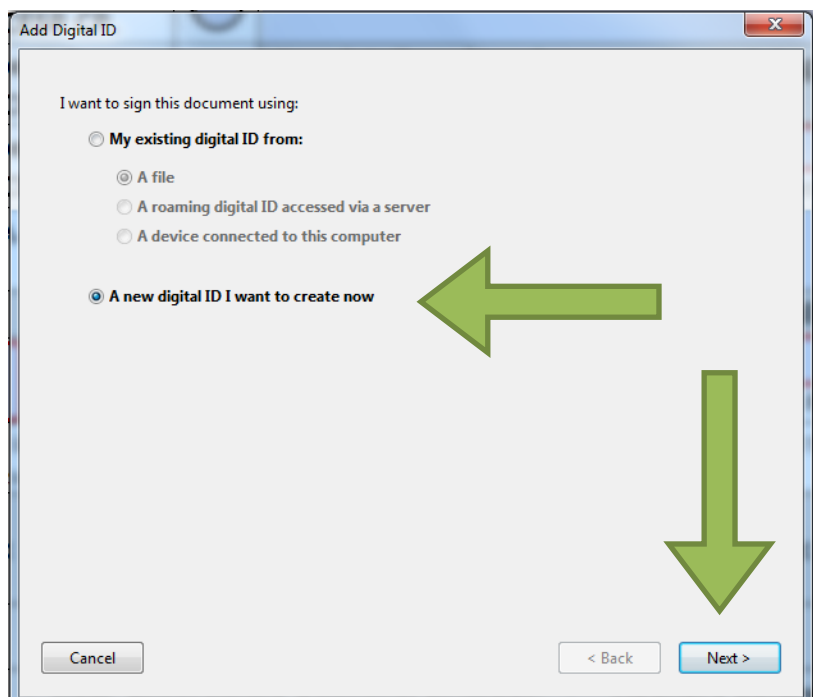 Add Digital ID
I want to sign this document using:
My existing digital ID from:
A file
A roaming digital ID accessed via a server
A device connected to this computer
A new digital ID I want to create now
Cancel
< Back
Next >